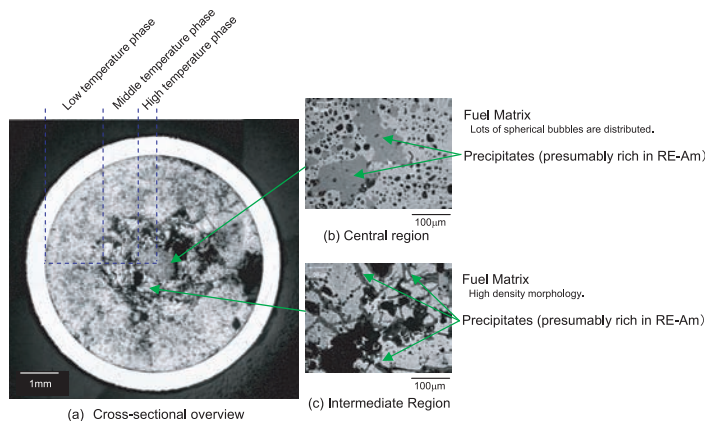 Low temperature phase
Middle temperature phase
High temperature phase
1mm
(a) Cross-sectional overview
100μm
(b) Central region
Fuel Matrix
Lots of spherical bubbles are distributed.
Precipitates (presumably rich in RE-Am)
100μm
(c) Intermediate Region
Fuel Matrix
High density morphology.
Precipitates (presumably rich in RE-Am)